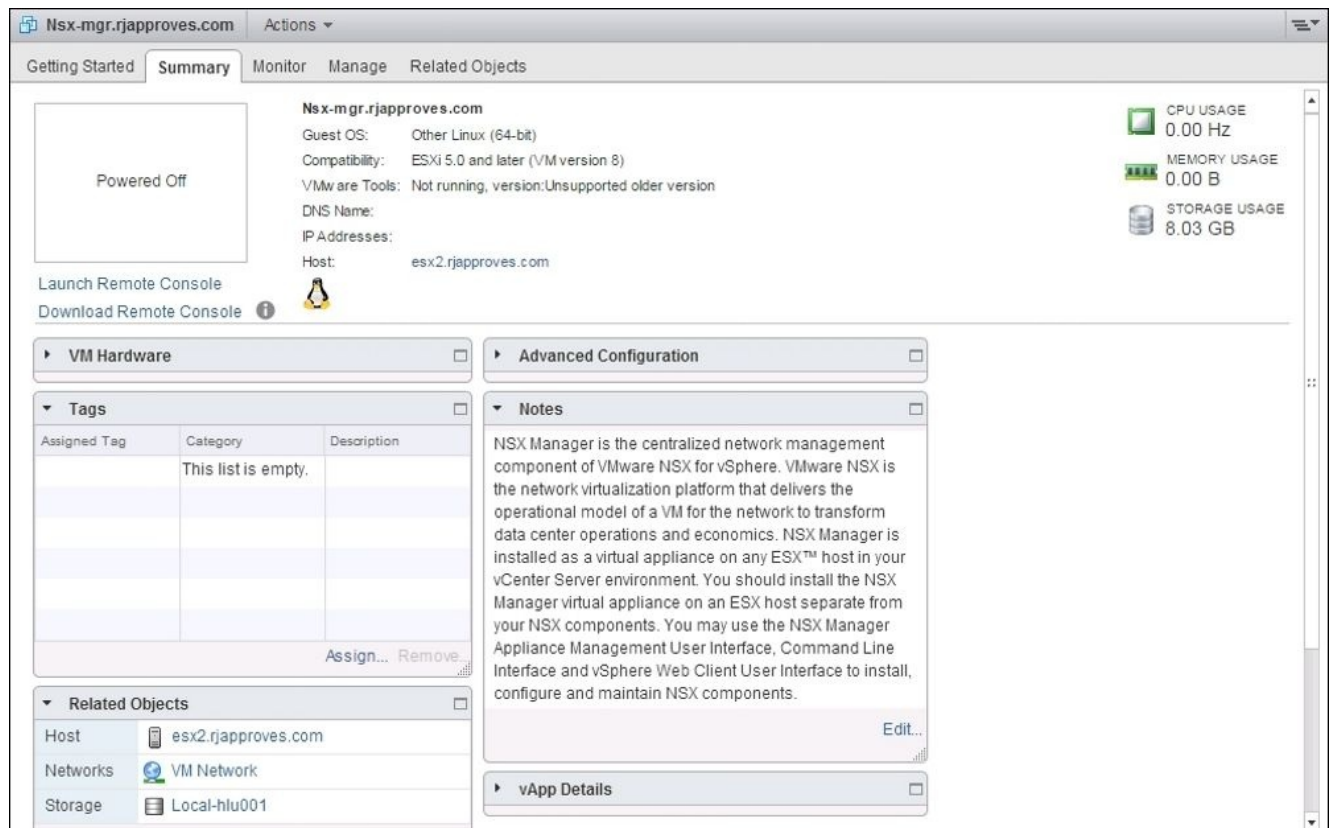 Nsx-mgr.rjapproves.com Actions
Getting Started Summary Monitor Manage Related Objects
Powered Off
Launch Remote Console
Download Remote Console
Nsx-mgr.rjapproves.com
Guest OS: Other Linux (64-bit)
Compatibility: ESXi 5.0 and later (VM version 8)
VMware Tools: Not running, version:Unsupported older version
DNS Name:
IP Addresses:
Host: esx2.rjapproves.com
CPU USAGE
0.00 Hz
MEMORY USAGE
0.00 B
STORAGE USAGE
8.03 GB
VM Hardware
Tags
Assigned Tag Category Description
This list is empty.
Assign... Remove...
Related Objects
Host esx2.rjapproves.com
Networks VM Network
Storage Local-hlu001
Advanced Configuration
Notes
NSX Manager is the centralized network management
component of VMware NSX for vSphere. VMware NSX is
the network virtualization platform that delivers the
operational model of a VM for the network to transform
data center operations and economics. NSX Manager is
installed as a virtual appliance on any ESX™ host in your
vCenter Server environment. You should install the NSX
Manager virtual appliance on an ESX host separate from
your NSX components. You may use the NSX Manager
Appliance Management User Interface, Command Line
Interface and vSphere Web Client User Interface to install,
configure and maintain NSX components.
Edit...
vApp Details